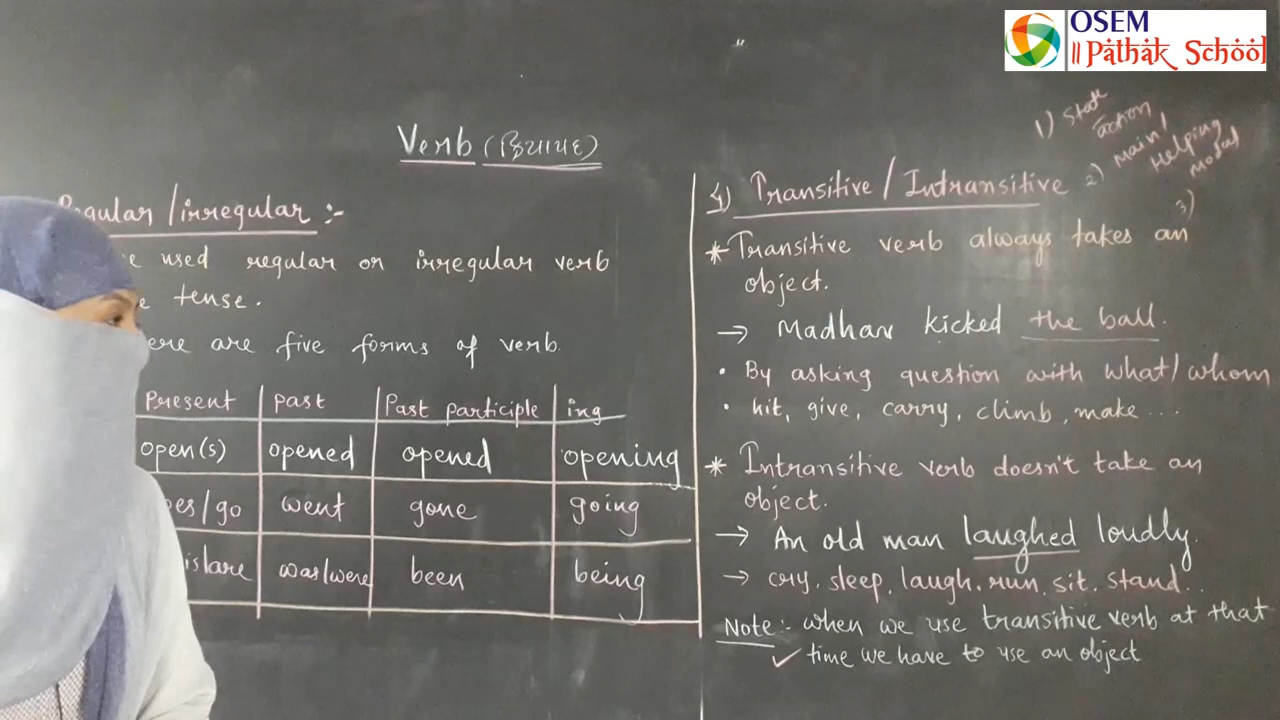 OSEM
Pathak School
1) State
action
2) main/
Helping
3) modal
Verb (ક્રિયાપદ)
Regular/irregular :-
used regular or irregular verb
tense.
are five forms of verb.
Present | Past | Past participle | ing
open(s) | opened | opened | opening
/go | went | gone | going
is/are | was/were | been | being
4) Transitive / Intransitive
* Transitive verb always takes an
object.
→ Madhav kicked the ball.
• By asking question with what/whom
• hit, give, carry, climb, make ....
* Intransitive verb doesn't take an
object.
→ An old man laughed loudly.
→ cry, sleep, laugh, run, sit, stand..
Note :- when we use transitive verb at that
✓ time we have to use an object